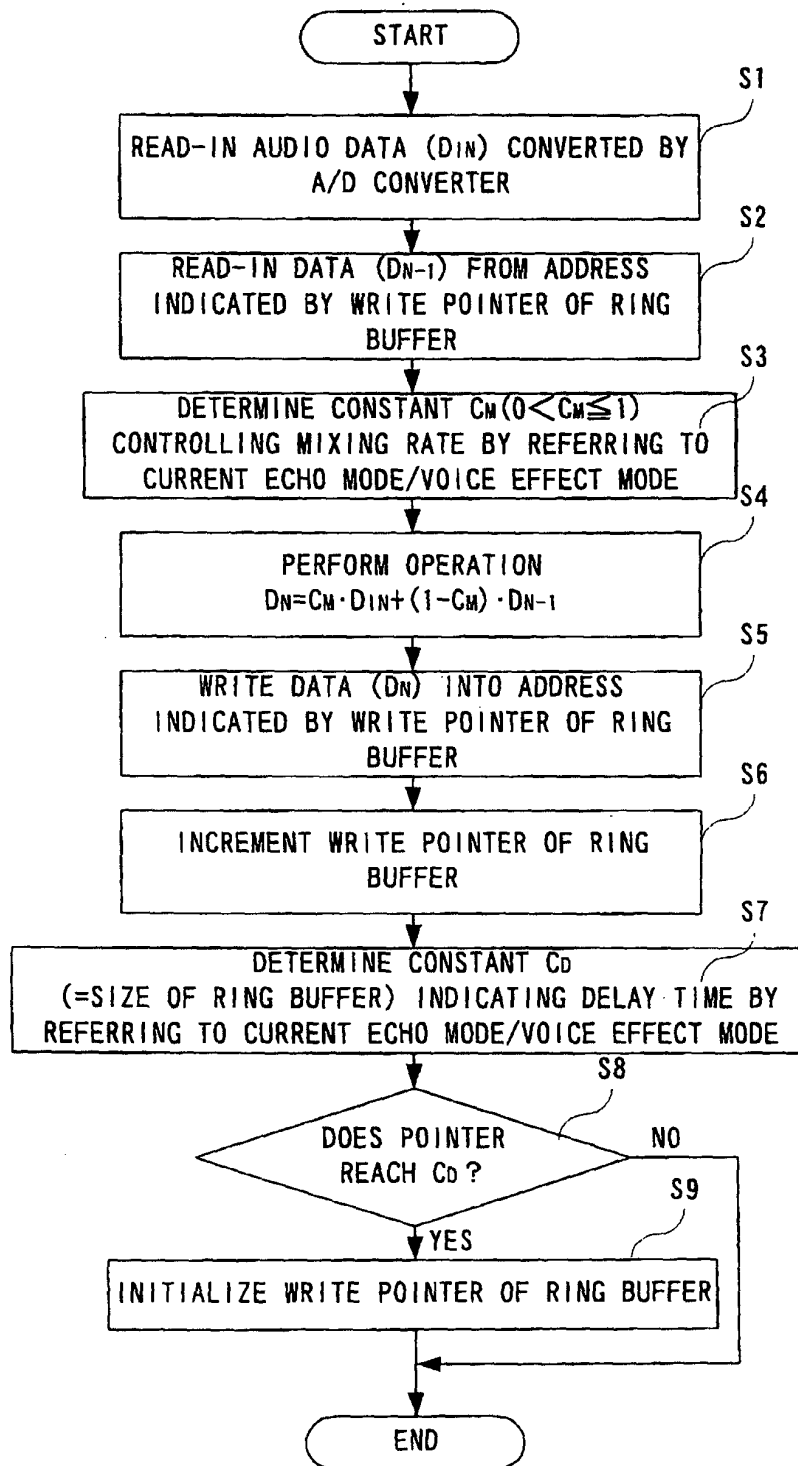 START
S1
READ-IN AUDIO DATA (DIN) CONVERTED BY
A/D CONVERTER
S2
READ-IN DATA (DN-1) FROM ADDRESS
INDICATED BY WRITE POINTER OF RING
BUFFER
S3
DETERMINE CONSTANT CM(0<CM≦1)
CONTROLLING MIXING RATE BY REFERRING TO
CURRENT ECHO MODE/VOICE EFFECT MODE
S4
PERFORM OPERATION
DN=CM·DIN+(1-CM)·DN-1
S5
WRITE DATA (DN) INTO ADDRESS
INDICATED BY WRITE POINTER OF RING
BUFFER
S6
INCREMENT WRITE POINTER OF RING
BUFFER
S7
DETERMINE CONSTANT CD
(=SIZE OF RING BUFFER) INDICATING DELAY TIME BY
REFERRING TO CURRENT ECHO MODE/VOICE EFFECT MODE
S8
DOES POINTER
REACH CD?
NO
YES
S9
INITIALIZE WRITE POINTER OF RING BUFFER
END